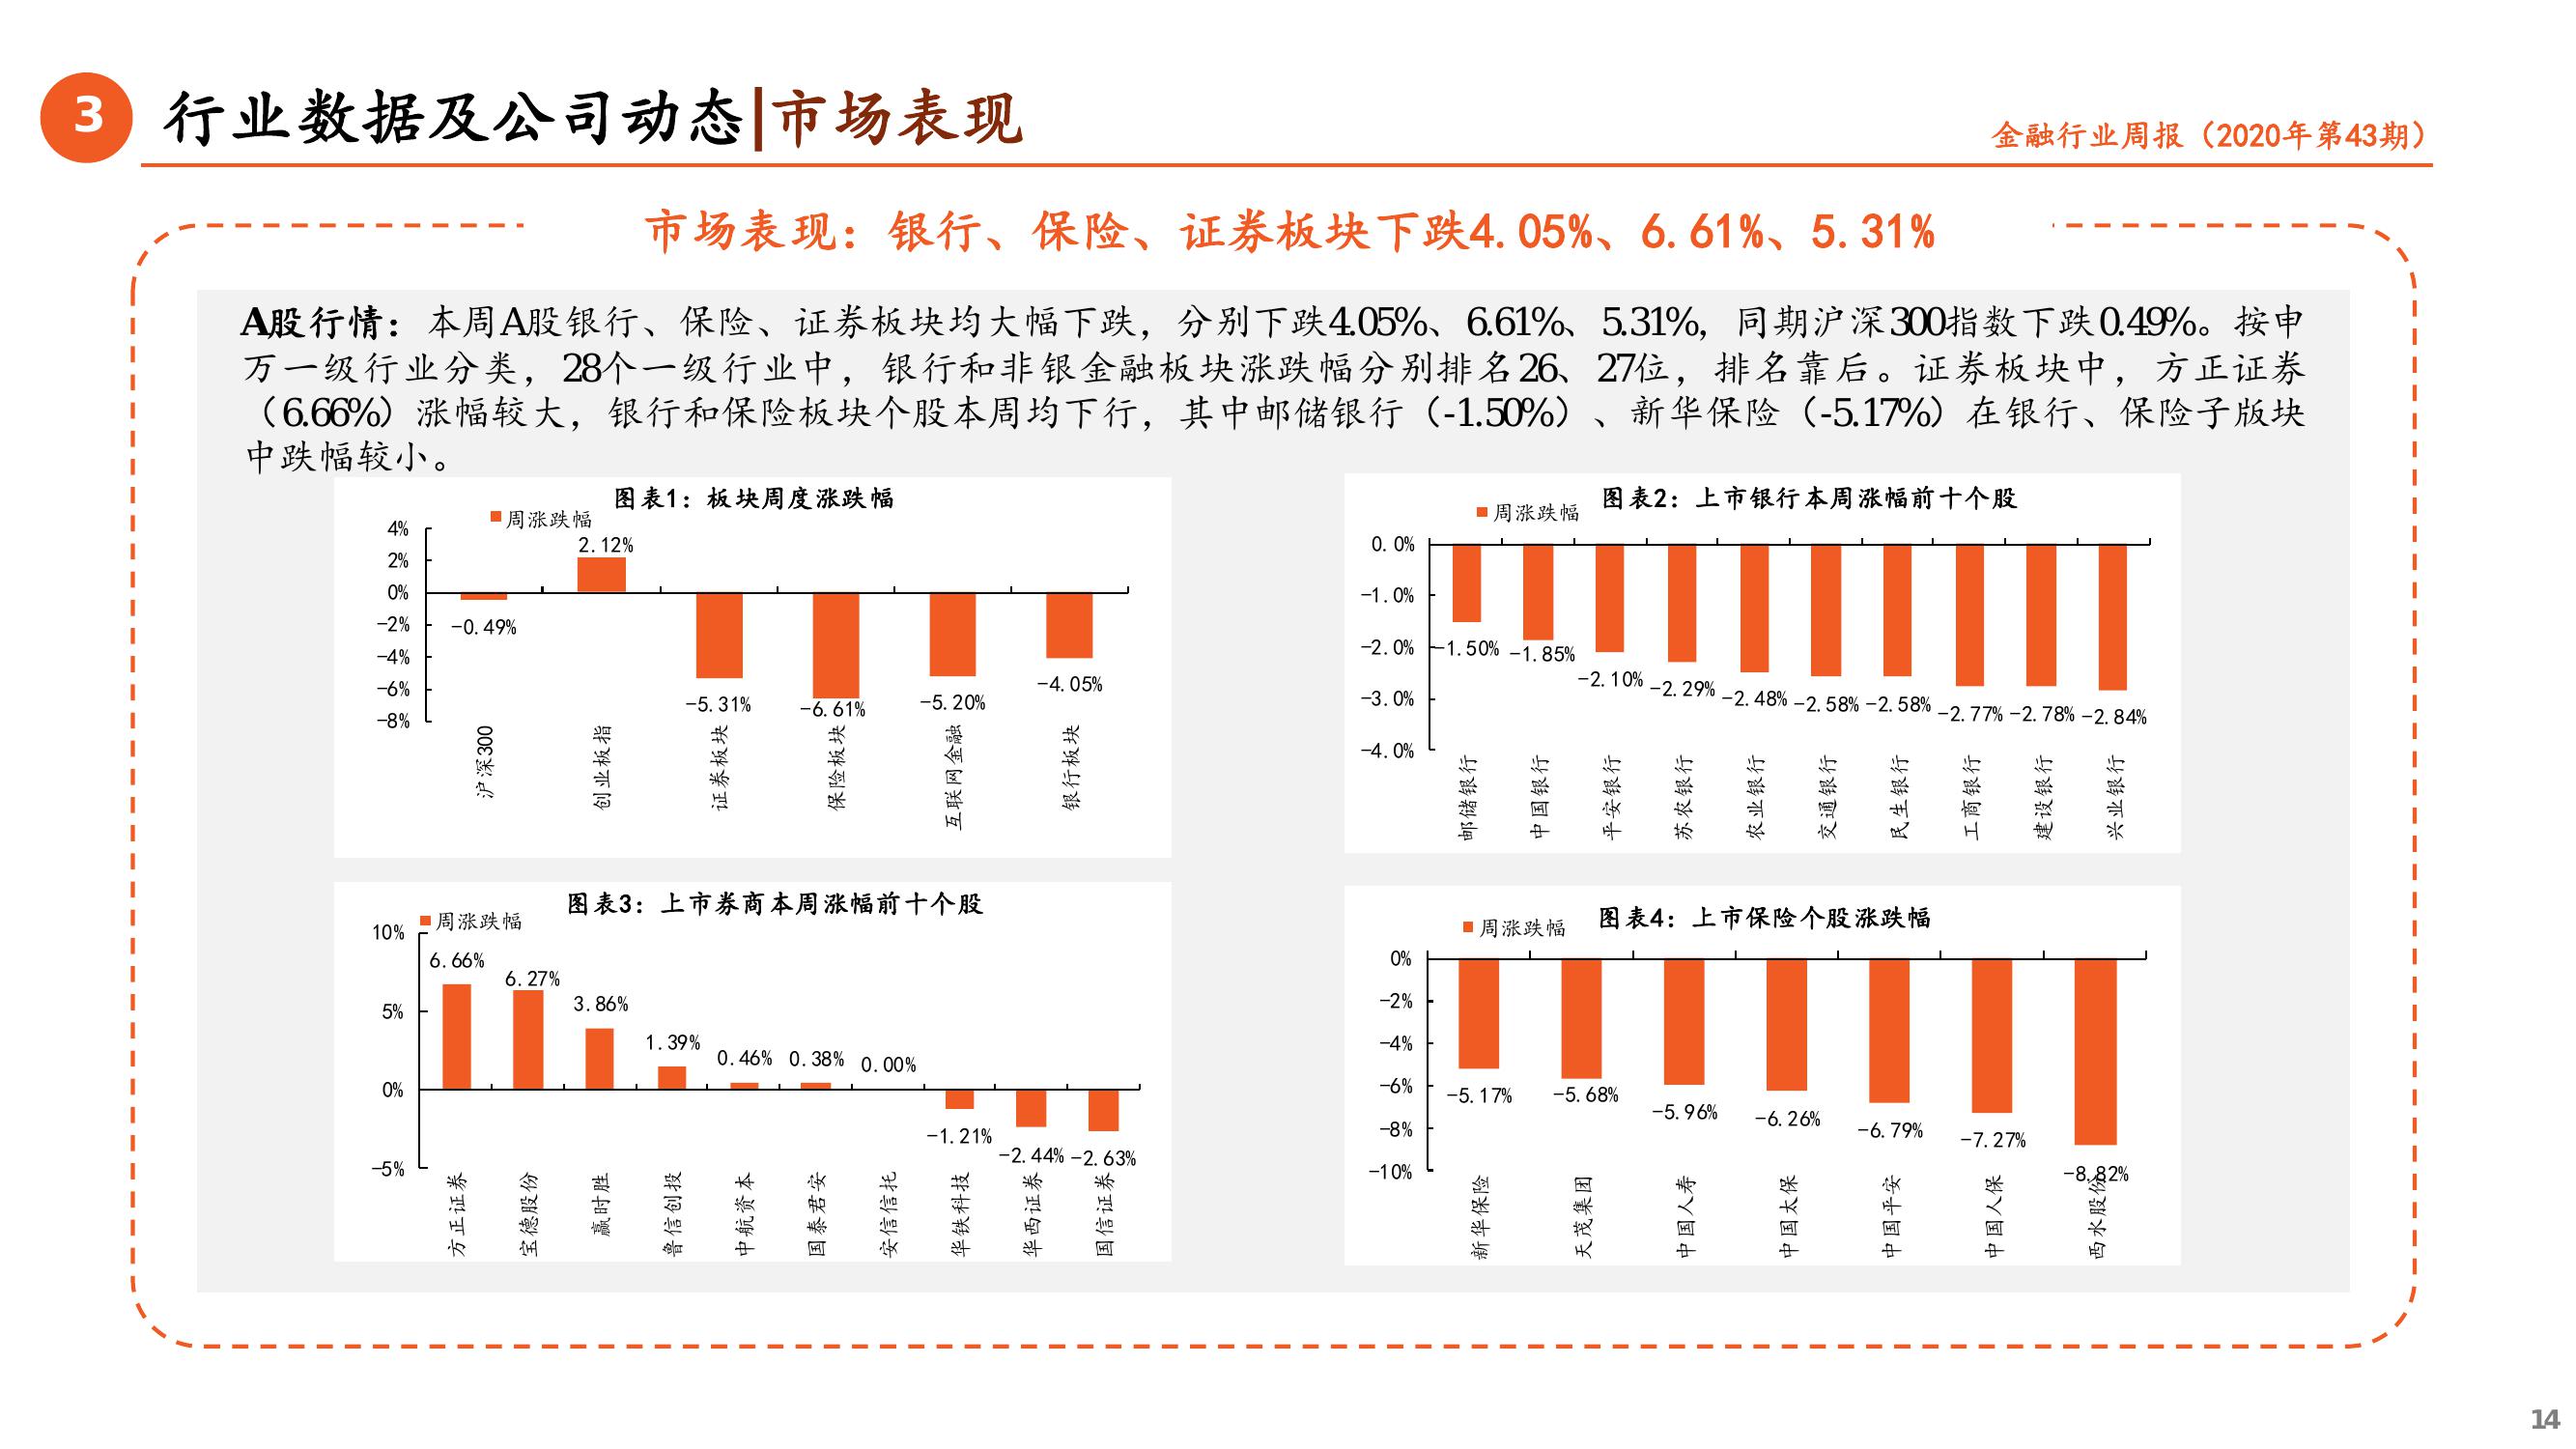 3
行业数据及公司动态|市场表现
金融行业周报（2020年第43期）
市场表现：银行、保险、证券板块下跌4.05%、6.61%、5.31%
A股行情：本周A股银行、保险、证券板块均大幅下跌，分别下跌4.05%、6.61%、5.31%，同期沪深300指数下跌0.49%。按申
万一级行业分类，28个一级行业中，银行和非银金融板块涨跌幅分别排名26、27位，排名靠后。证券板块中，方正证券
（6.66%）涨幅较大，银行和保险板块个股本周均下行，其中邮储银行（-1.50%）、新华保险（-5.17%）在银行、保险子版块
中跌幅较小。
图表1：板块周度涨跌幅
周涨跌幅
4%
2%
0%
-2%
-4%
-6%
-8%
-0.49%
2.12%
-5.31%
-6.61%
-5.20%
-4.05%
沪深300
创业板指
证券板块
保险板块
互联网金融
银行板块
图表2：上市银行本周涨幅前十个股
周涨跌幅
0.0%
-1.0%
-2.0%
-3.0%
-4.0%
-1.50%
-1.85%
-2.10%
-2.29%
-2.48%
-2.58%
-2.58%
-2.77%
-2.78%
-2.84%
邮储银行
中国银行
平安银行
苏农银行
农业银行
交通银行
民生银行
工商银行
建设银行
兴业银行
图表3：上市券商本周涨幅前十个股
周涨跌幅
10%
5%
0%
-5%
6.66%
6.27%
3.86%
1.39%
0.46%
0.38%
0.00%
-1.21%
-2.44%
-2.63%
方正证券
宝德股份
赢时胜
鲁信创投
中航资本
国泰君安
安信信托
华铁科技
华西证券
国信证券
图表4：上市保险个股涨跌幅
周涨跌幅
0%
-2%
-4%
-6%
-8%
-10%
-5.17%
-5.68%
-5.96%
-6.26%
-6.79%
-7.27%
-8.82%
新华保险
天茂集团
中国人寿
中国太保
中国平安
中国人保
西水股份
14